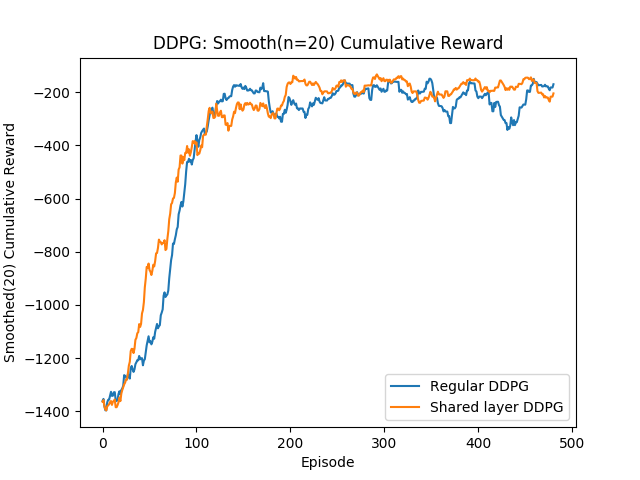 DDPG: Smooth(n=20) Cumulative Reward
Smoothed(20) Cumulative Reward
−200
−400
−600
−800
−1000
−1200
−1400
Regular DDPG
Shared layer DDPG
0 100 200 300 400 500
Episode